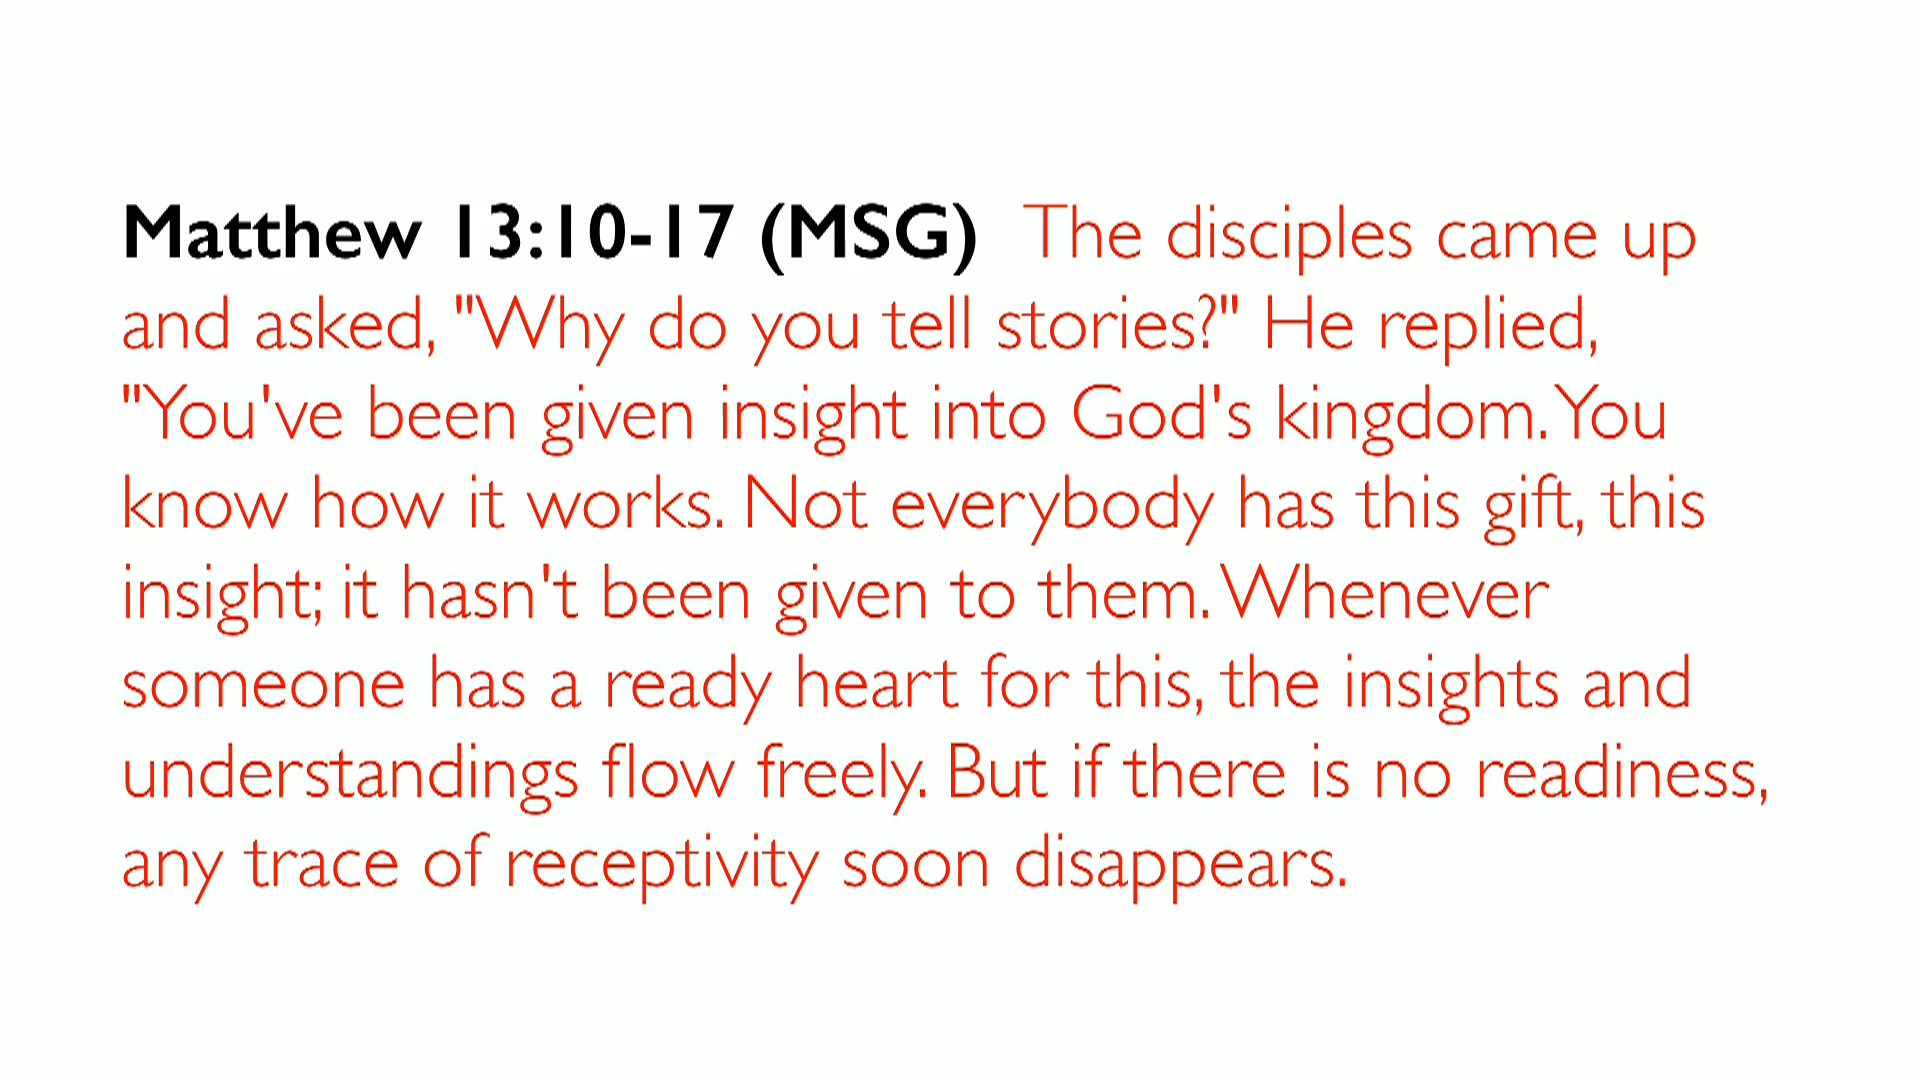 Matthew 13:10-17 (MSG) The disciples came up
and asked, "Why do you tell stories?" He replied,
"You've been given insight into God's kingdom. You
know how it works. Not everybody has this gift, this
insight; it hasn't been given to them. Whenever
someone has a ready heart for this, the insights and
understandings flow freely. But if there is no readiness,
any trace of receptivity soon disappears.